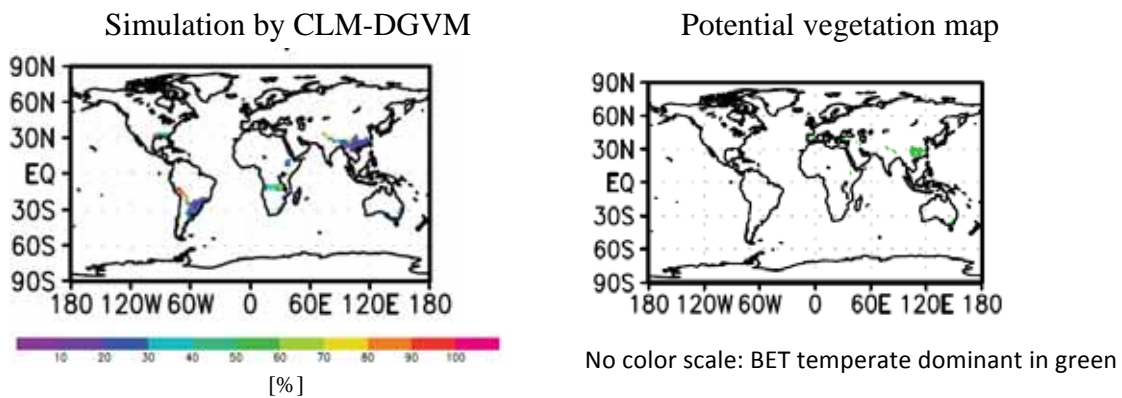 Simulation by CLM-DGVM
90N
60N
30N
EQ
30S
60S
90S
180 120W 60W 0 60E 120E 180
10 20 30 40 50 60 70 80 90 100
[%]
Potential vegetation map
90N
60N
30N
EQ
30S
60S
90S
180 120W 60W 0 60E 120E 180
No color scale: BET temperate dominant in green